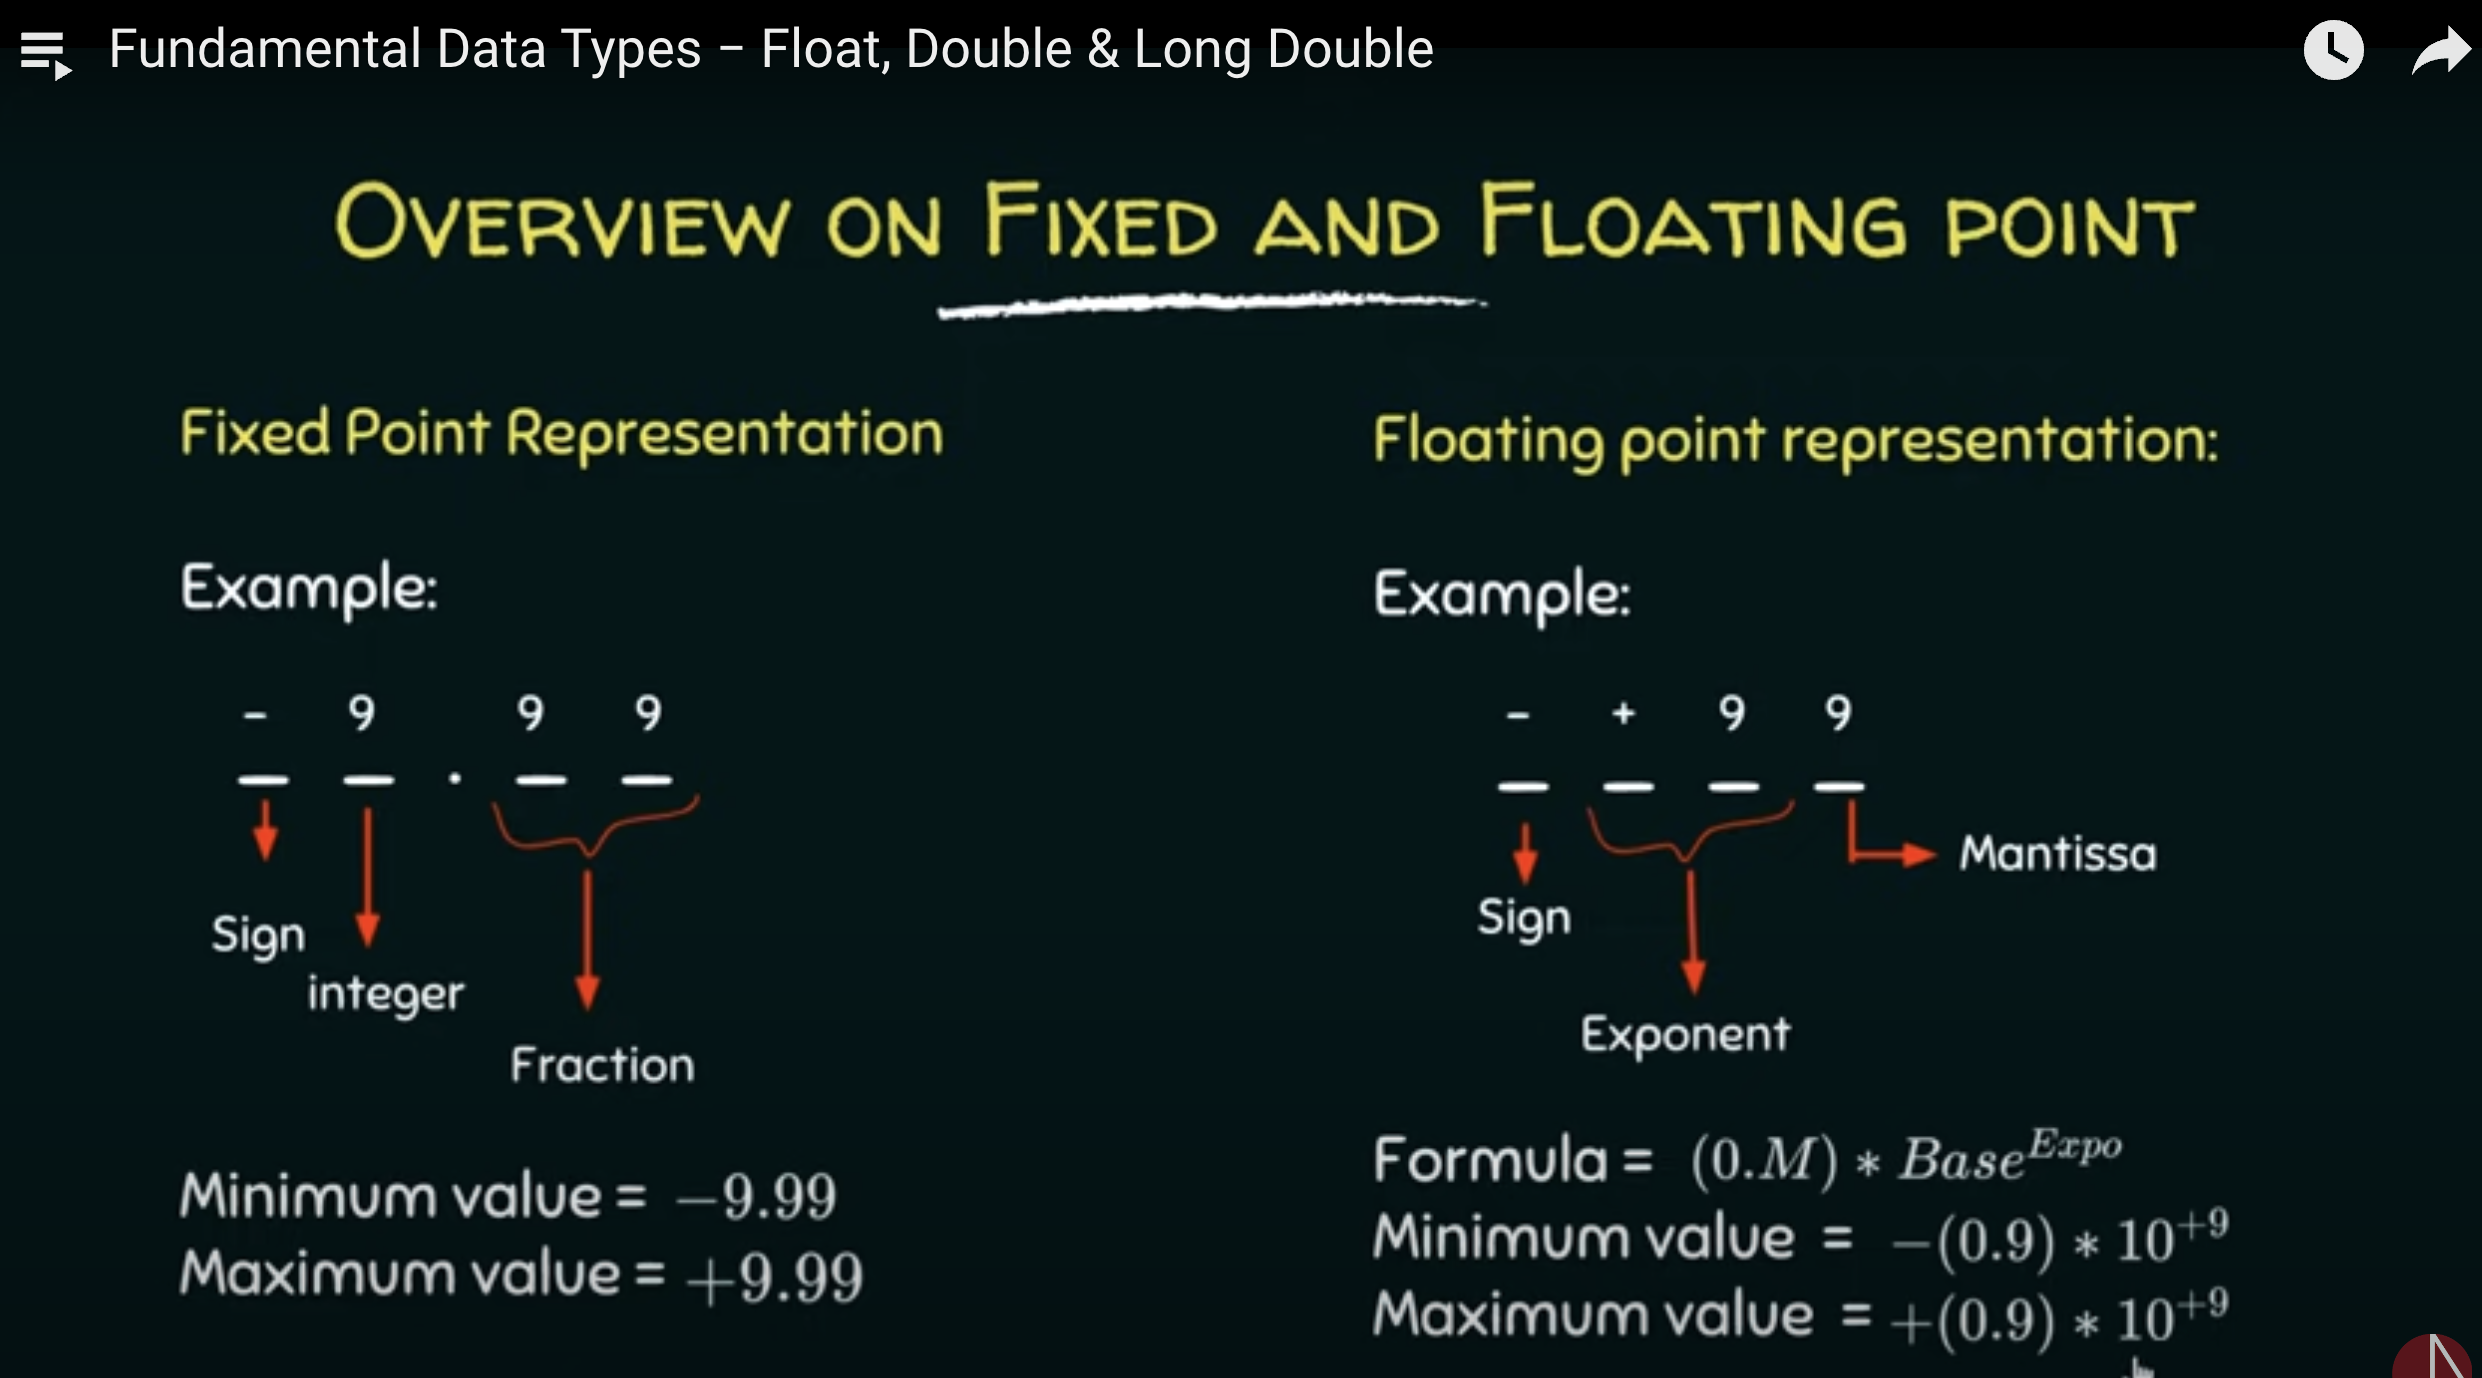 Fundamental Data Types – Float, Double & Long Double
OVERVIEW ON FIXED AND FLOATING POINT
Fixed Point Representation
Example:
- 9 . 9 9
Sign
integer
Fraction
Minimum value = −9.99
Maximum value = +9.99
Floating point representation:
Example:
- + 9 9
Mantissa
Sign
Exponent
Formula = (0.M) * Base^Expo
Minimum value = −(0.9) * 10^+9
Maximum value = +(0.9) * 10^+9